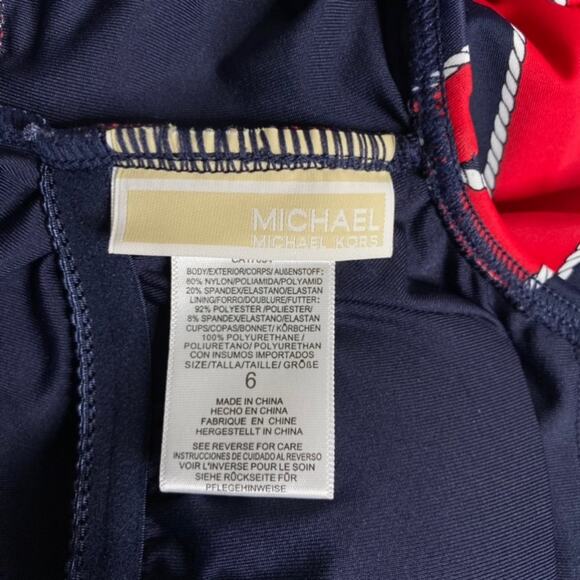 MICHAEL
MICHAEL KORS
BODY/EXTERIOR/CORPS/ AUßENSTOFF:
80% NYLON/POLIAMIDA/POLYAMID
20% SPANDEX/ELASTANO/ELASTAN
LINING/FORRO/DOUBLURE/FUTTER:
92% POLYESTER /POLIESTER/
8% SPANDEX/ELASTANO/ELASTAN
CUPS/COPAS/BONNET/ KÖRBCHEN
100% POLYURETHANE /
POLIURETANO / POLYURETHAN
CON INSUMOS IMPORTADOS
SIZE/TALLA/TAILLE/ GRÖßE
6
MADE IN CHINA
HECHO EN CHINA
FABRIQUE EN CHINE
HERGESTELLT IN CHINA
SEE REVERSE FOR CARE
INSTRUCCIONES DE CUIDADO AL REVERSO
VOIR L'INVERSE POUR LE SOIN
SIEHE RÜCKSEITE FÜR
PFLEGEHINWEISE